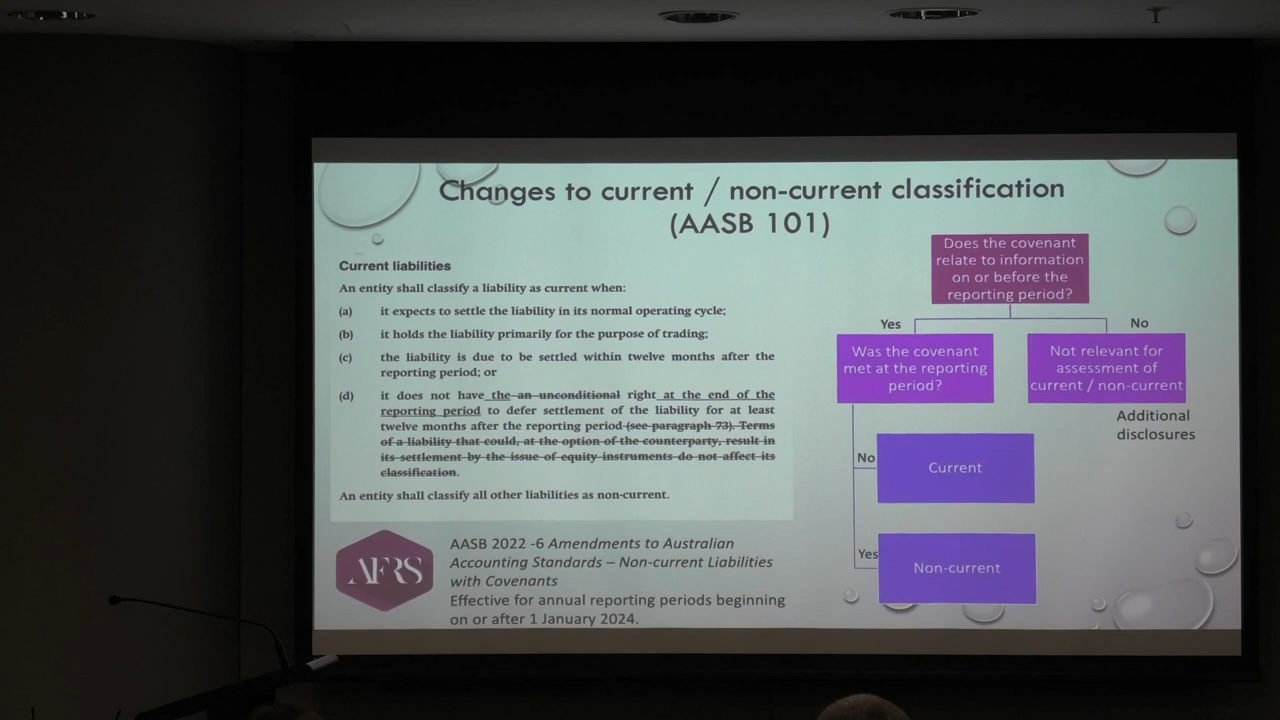 Changes to current / non-current classification
(AASB 101)
Current liabilities
An entity shall classify a liability as current when:
(a) it expects to settle the liability in its normal operating cycle;
(b) it holds the liability primarily for the purpose of trading;
(c) the liability is due to be settled within twelve months after the
reporting period; or
(d) it does not have the an unconditional right at the end of the
reporting period to defer settlement of the liability for at least
twelve months after the reporting period (see paragraph 73). Terms
of a liability that could, at the option of the counterparty, result in
its settlement by the issue of equity instruments do not affect its
classification.
An entity shall classify all other liabilities as non-current.
AFRS
AASB 2022 -6 Amendments to Australian
Accounting Standards – Non-current Liabilities
with Covenants
Effective for annual reporting periods beginning
on or after 1 January 2024.
Does the covenant
relate to information
on or before the
reporting period?
Yes
No
Was the covenant
met at the reporting
period?
Not relevant for
assessment of
current / non-current
Additional
disclosures
No
Current
Yes
Non-current